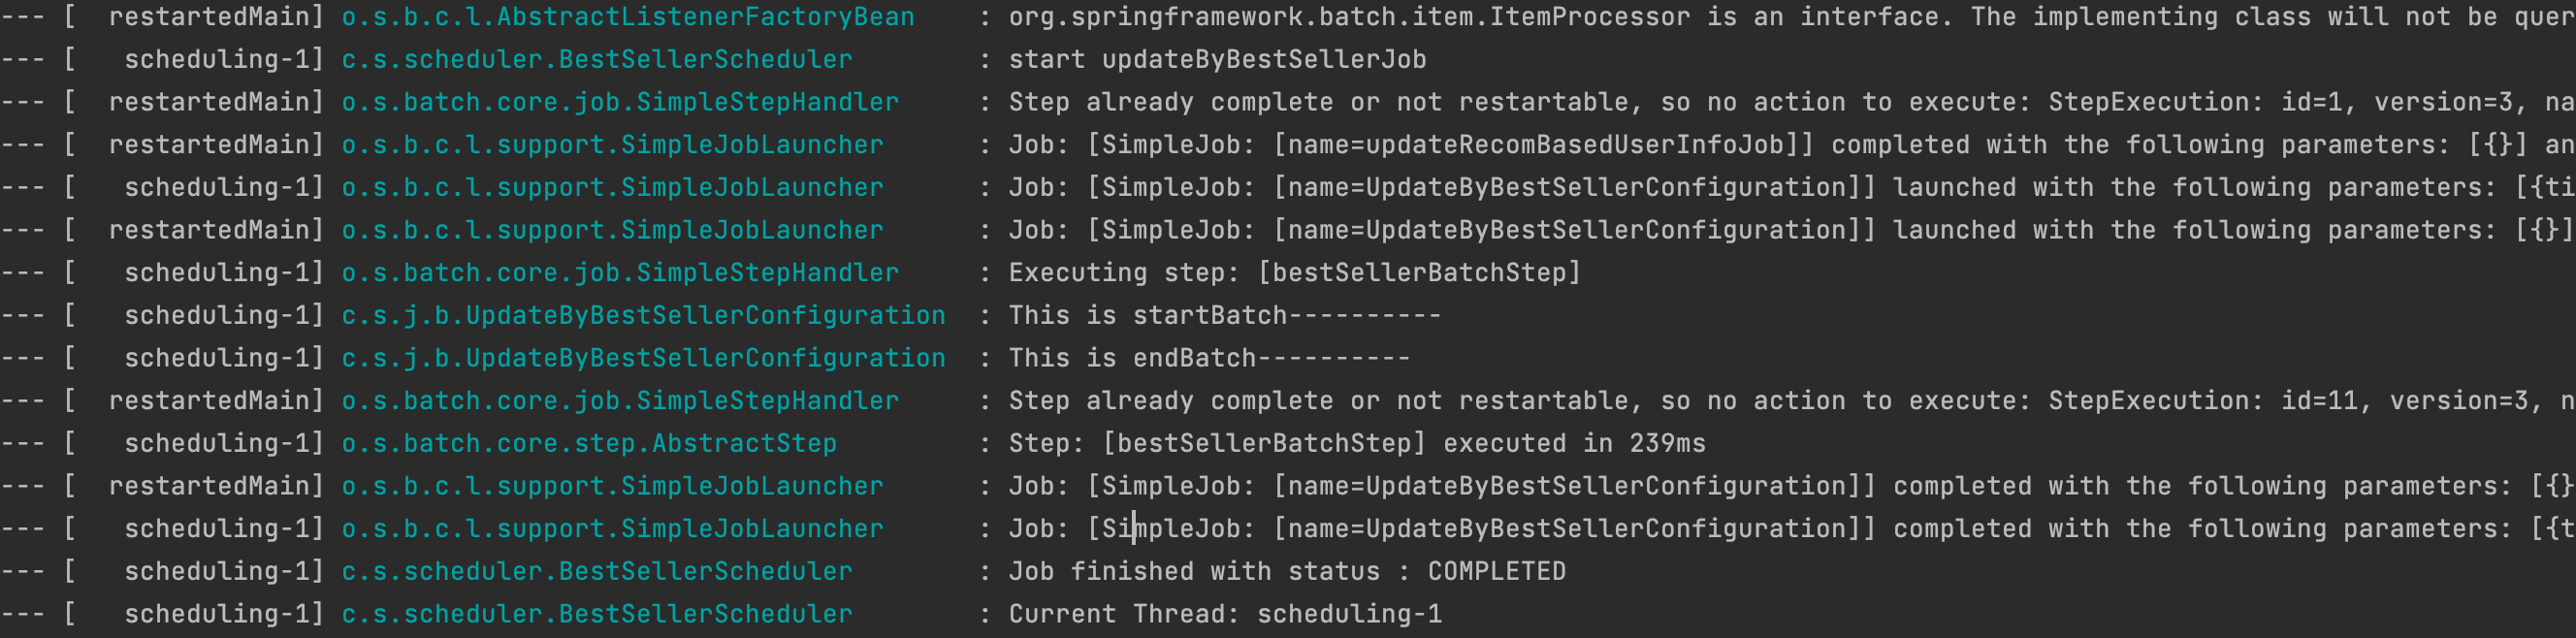 --- [  restartedMain] o.s.b.c.l.AbstractListenerFactoryBean    : org.springframework.batch.item.ItemProcessor is an interface. The implementing class will not be quer
--- [   scheduling-1] c.s.scheduler.BestSellerScheduler        : start updateByBestSellerJob
--- [  restartedMain] o.s.batch.core.job.SimpleStepHandler     : Step already complete or not restartable, so no action to execute: StepExecution: id=1, version=3, na
--- [  restartedMain] o.s.b.c.l.support.SimpleJobLauncher      : Job: [SimpleJob: [name=updateRecomBasedUserInfoJob]] completed with the following parameters: [{}] an
--- [   scheduling-1] o.s.b.c.l.support.SimpleJobLauncher      : Job: [SimpleJob: [name=UpdateByBestSellerConfiguration]] launched with the following parameters: [{ti
--- [  restartedMain] o.s.b.c.l.support.SimpleJobLauncher      : Job: [SimpleJob: [name=UpdateByBestSellerConfiguration]] launched with the following parameters: [{}]
--- [   scheduling-1] o.s.batch.core.job.SimpleStepHandler     : Executing step: [bestSellerBatchStep]
--- [   scheduling-1] c.s.j.b.UpdateByBestSellerConfiguration  : This is startBatch----------
--- [   scheduling-1] c.s.j.b.UpdateByBestSellerConfiguration  : This is endBatch----------
--- [  restartedMain] o.s.batch.core.job.SimpleStepHandler     : Step already complete or not restartable, so no action to execute: StepExecution: id=11, version=3, n
--- [   scheduling-1] o.s.batch.core.step.AbstractStep         : Step: [bestSellerBatchStep] executed in 239ms
--- [  restartedMain] o.s.b.c.l.support.SimpleJobLauncher      : Job: [SimpleJob: [name=UpdateByBestSellerConfiguration]] completed with the following parameters: [{}
--- [   scheduling-1] o.s.b.c.l.support.SimpleJobLauncher      : Job: [SimpleJob: [name=UpdateByBestSellerConfiguration]] completed with the following parameters: [{t
--- [   scheduling-1] c.s.scheduler.BestSellerScheduler        : Job finished with status : COMPLETED
--- [   scheduling-1] c.s.scheduler.BestSellerScheduler        : Current Thread: scheduling-1